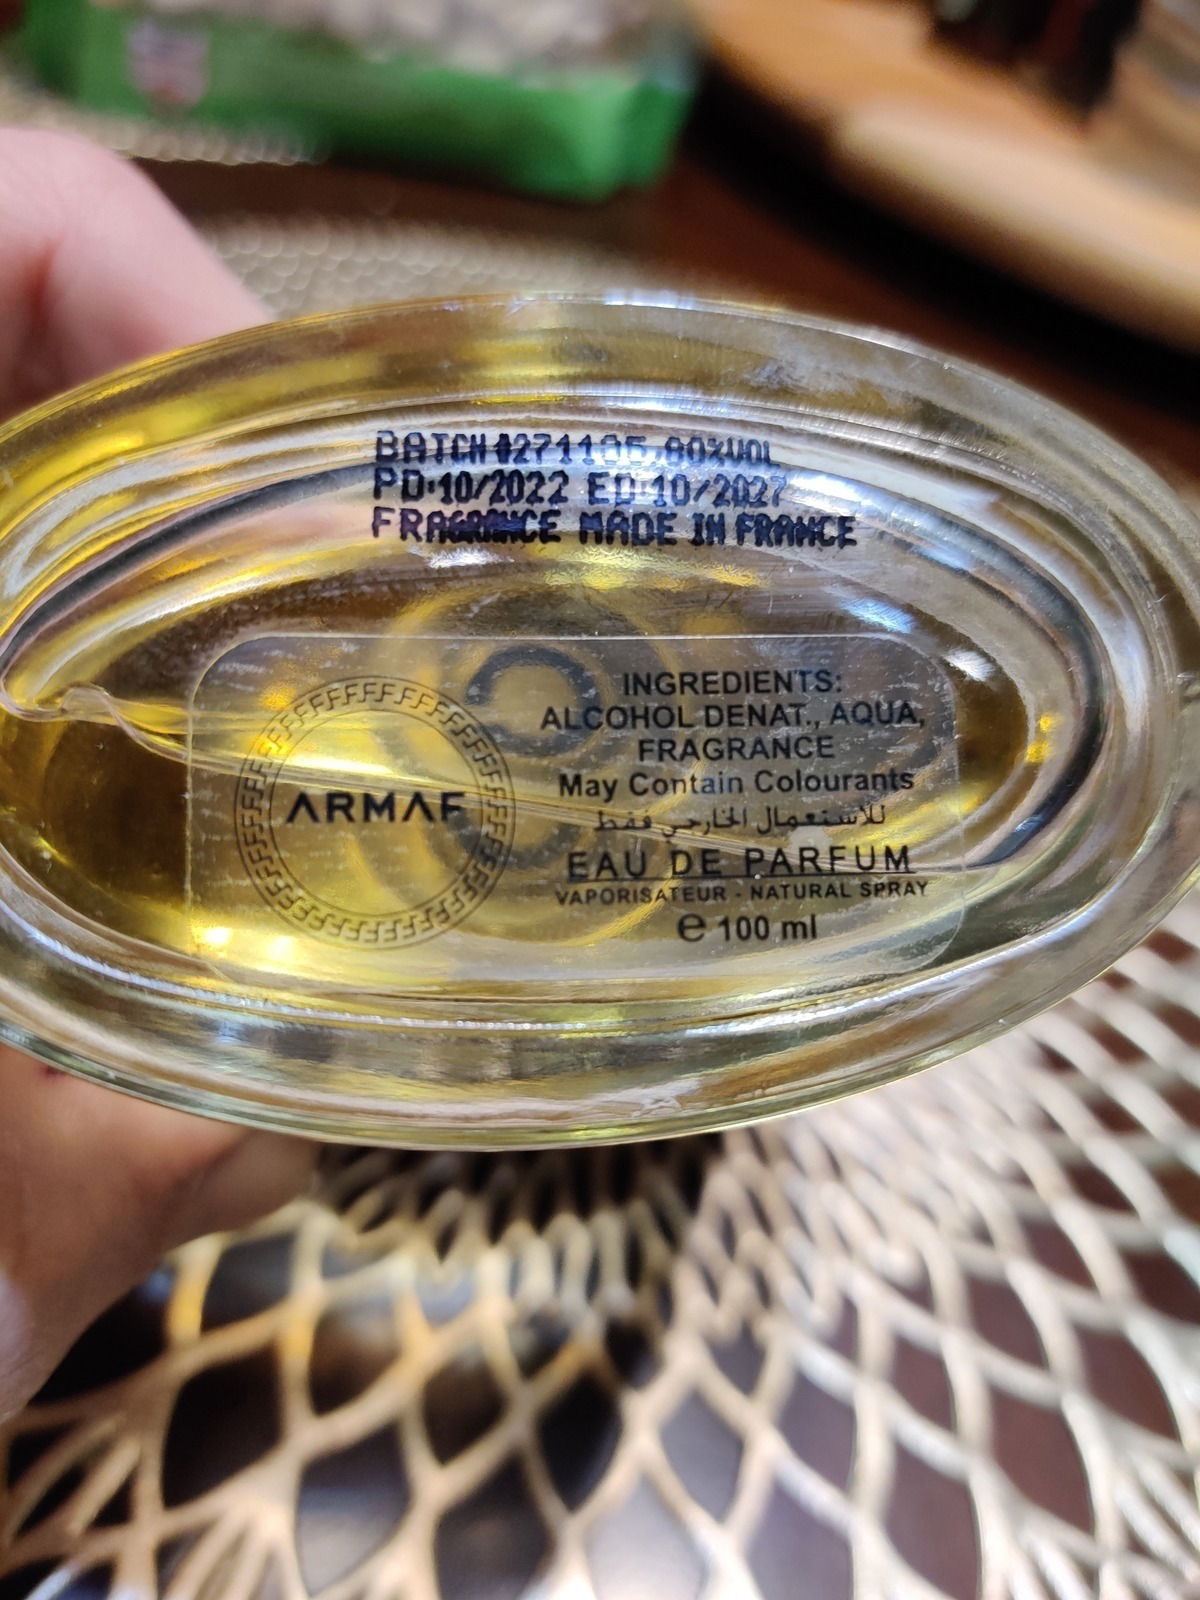 BATCH #271105,80%VOL
PD:10/2022 ED:10/2027
FRAGRANCE MADE IN FRANCE
ARMAF
INGREDIENTS:
ALCOHOL DENAT., AQUA,
FRAGRANCE
May Contain Colourants
للاستعمال الخارجي فقط
EAU DE PARFUM
VAPORISATEUR - NATURAL SPRAY
℮ 100 ml